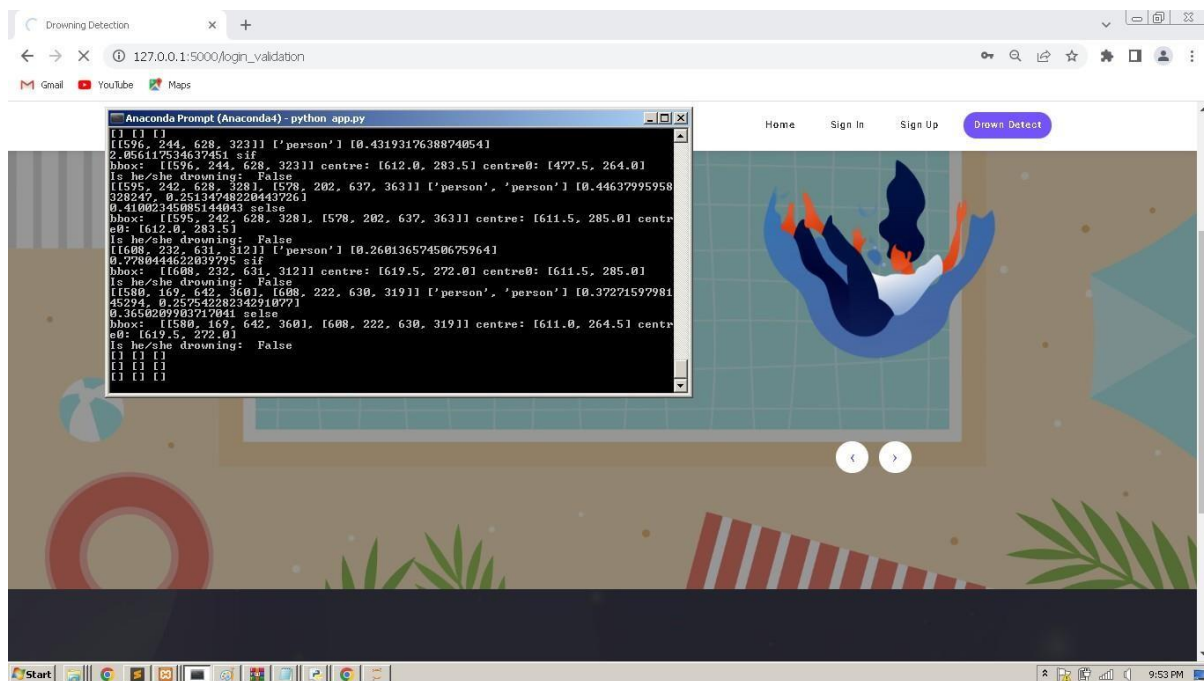 Drowning Detection
127.0.0.1:5000/login_validation
Gmail YouTube Maps
Anaconda Prompt (Anaconda4) - python app.py
Home Sign In Sign Up Drown Detect
[] [] []
[[596, 244, 628, 323]] ['person'] [0.4319317638874054]
2.056117534637451 sif
bbox: [[596, 244, 628, 323]] centre: [612.0, 283.5] centre0: [477.5, 264.0]
Is he/she drowning: False
[[595, 242, 628, 328], [578, 202, 637, 363]] ['person', 'person'] [0.44637995958
328247, 0.25134748220443726]
0.41002345085144043 selse
bbox: [[595, 242, 628, 328], [578, 202, 637, 363]] centre: [611.5, 285.0] centr
e0: [612.0, 283.5]
Is he/she drowning: False
[[608, 232, 631, 312]] ['person'] [0.26013657450675964]
0.7780444622039795 sif
bbox: [[608, 232, 631, 312]] centre: [619.5, 272.0] centre0: [611.5, 285.0]
Is he/she drowning: False
[[580, 169, 642, 360], [608, 222, 630, 319]] ['person', 'person'] [0.37271597981
45294, 0.25754228234291077]
0.3650209903717041 selse
bbox: [[580, 169, 642, 360], [608, 222, 630, 319]] centre: [611.0, 264.5] centr
e0: [619.5, 272.0]
Is he/she drowning: False
[] [] []
[] [] []
[] [] []
Start
9:53 PM